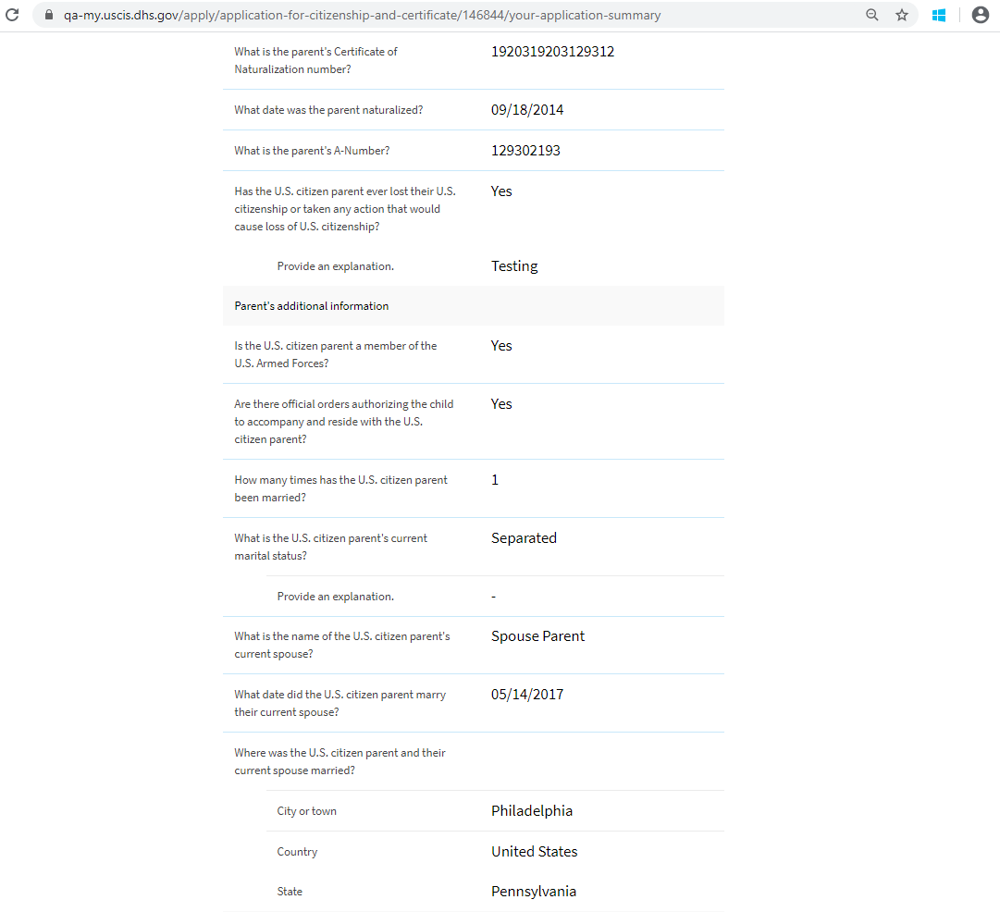 qa-my.uscis.dhs.gov/apply/application-for-citizenship-and-certificate/146844/your-application-summary
What is the parent's Certificate of 1920319203129312
Naturalization number?
What date was the parent naturalized? 09/18/2014
What is the parent's A-Number? 129302193
Has the U.S. citizen parent ever lost their U.S. Yes
citizenship or taken any action that would
cause loss of U.S. citizenship?
Provide an explanation. Testing
Parent's additional information
Is the U.S. citizen parent a member of the Yes
U.S. Armed Forces?
Are there official orders authorizing the child Yes
to accompany and reside with the U.S.
citizen parent?
How many times has the U.S. citizen parent 1
been married?
What is the U.S. citizen parent's current Separated
marital status?
Provide an explanation. -
What is the name of the U.S. citizen parent's Spouse Parent
current spouse?
What date did the U.S. citizen parent marry 05/14/2017
their current spouse?
Where was the U.S. citizen parent and their
current spouse married?
City or town Philadelphia
Country United States
State Pennsylvania